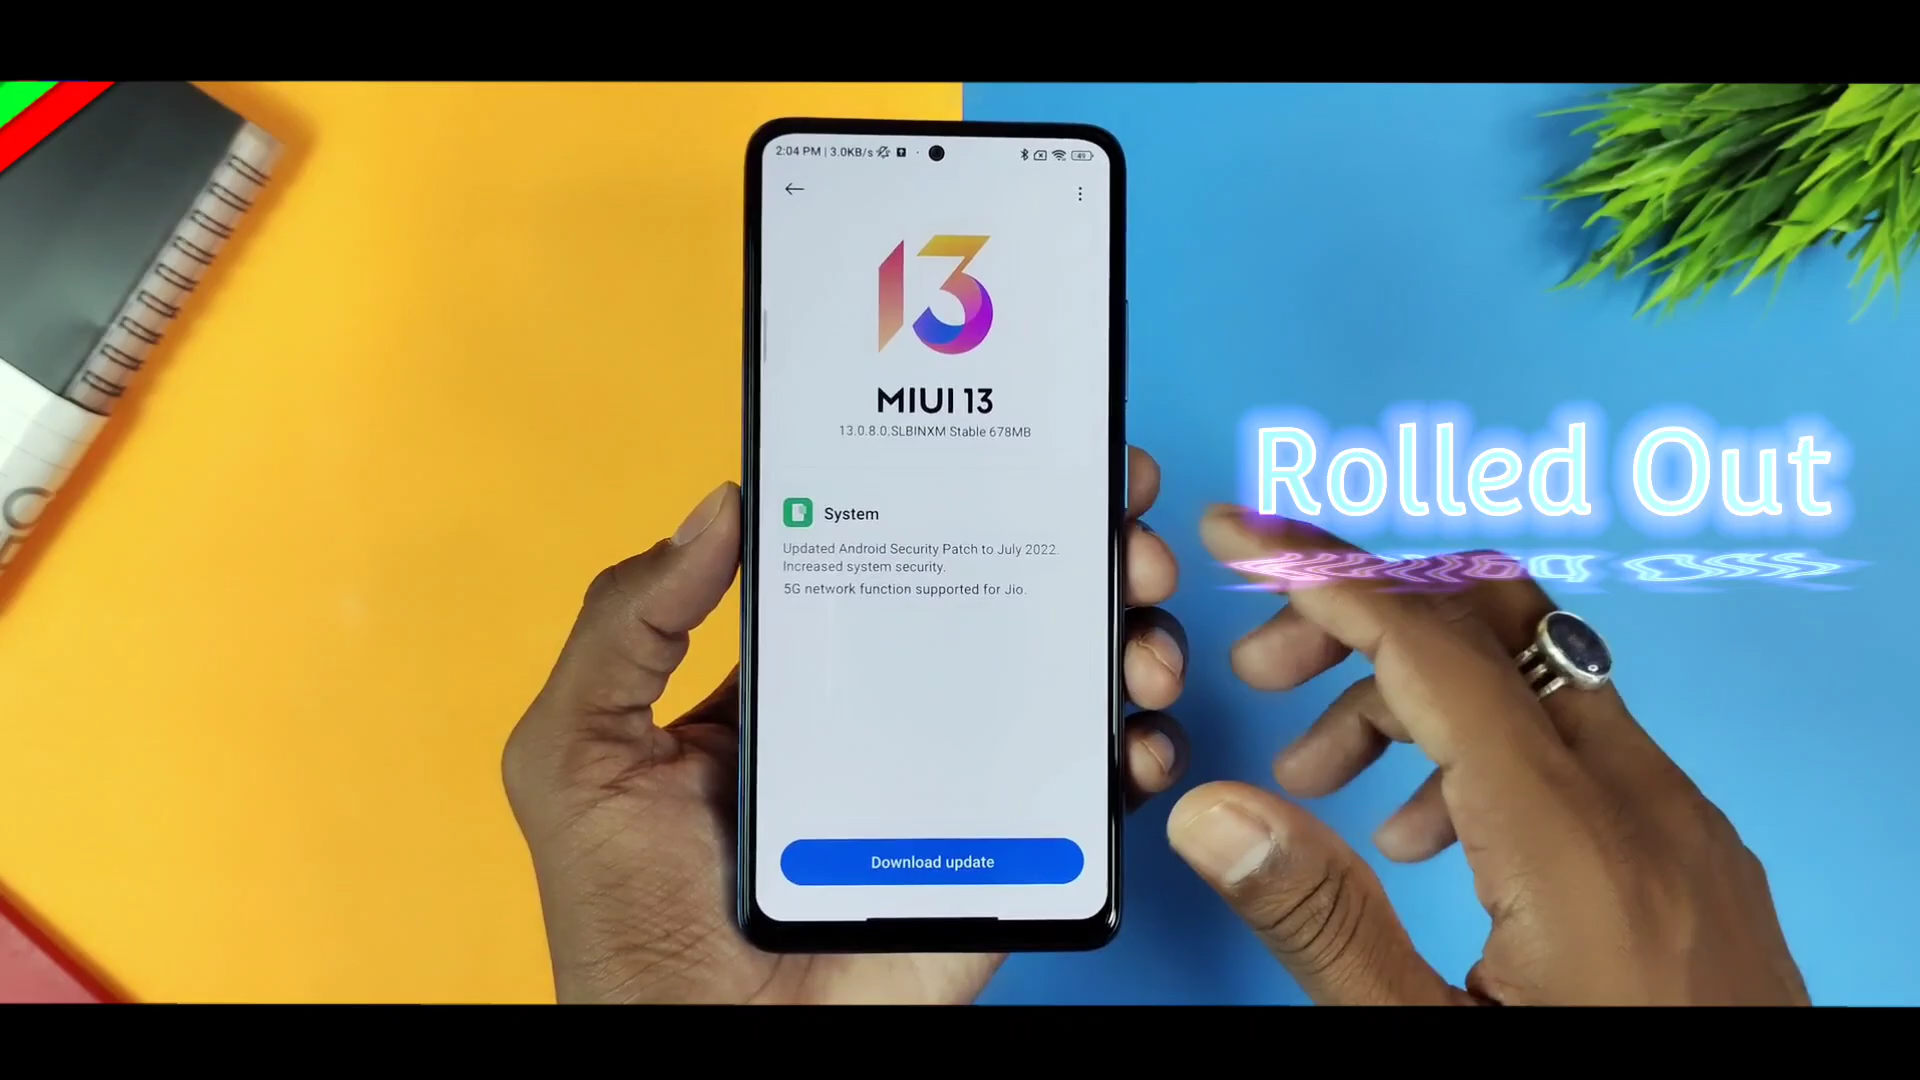 2:04 PM | 3.0KB/s
49
13
MIUI 13
13.0.8.0.SLBINXM Stable 678MB
System
Updated Android Security Patch to July 2022.
Increased system security.
5G network function supported for Jio.
Download update
Rolled Out